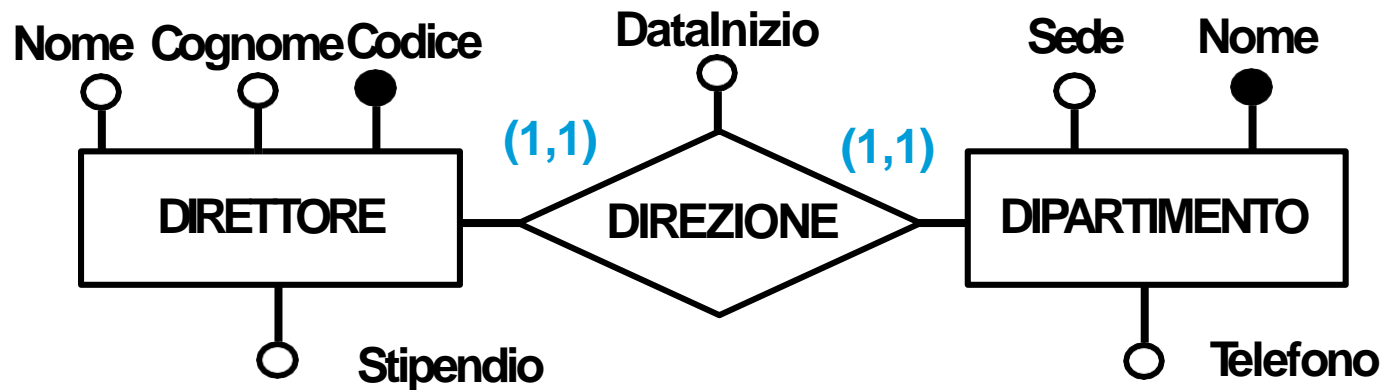 Nome Cognome Codice DataInizio Sede Nome
(1,1) (1,1)
DIRETTORE DIREZIONE DIPARTIMENTO
Stipendio Telefono